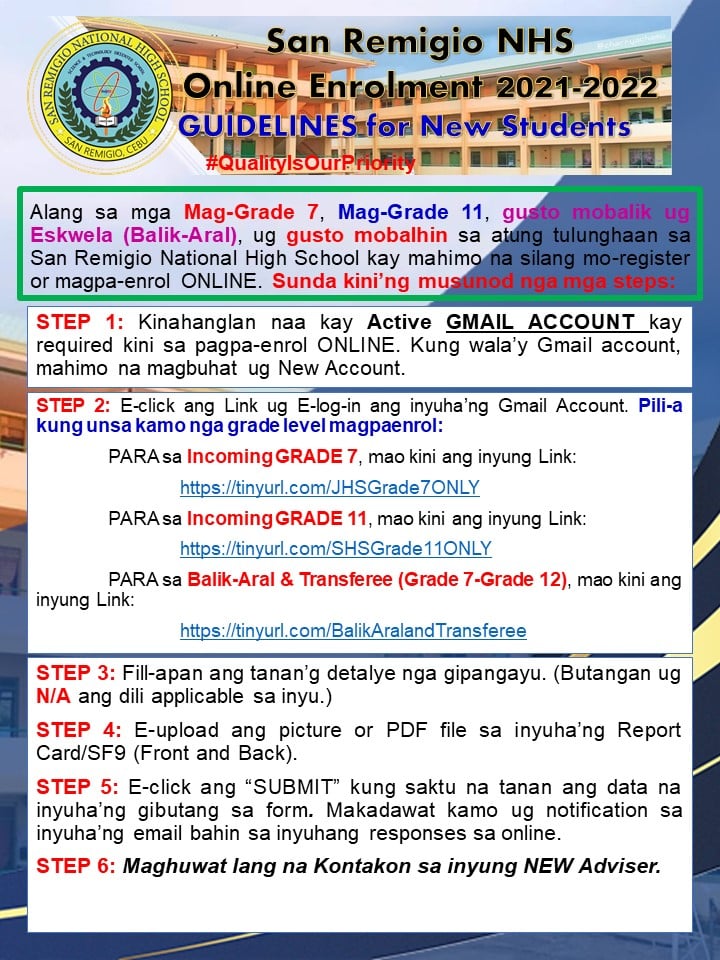 San Remigio NHS
Online Enrolment 2021-2022
GUIDELINES for New Students
#QualityIsOurPriority
SAN REMIGIO NATIONAL HIGH SCHOOL
SAN REMIGIO, CEBU
Alang sa mga Mag-Grade 7, Mag-Grade 11, gusto mobalik ug
Eskwela (Balik-Aral), ug gusto mobalhin sa atung tulunghaan sa
San Remigio National High School kay mahimo na silang mo-register
or magpa-enrol ONLINE. Sunda kini’ng musunod nga mga steps:
STEP 1: Kinahanglan naa kay Active GMAIL ACCOUNT kay
required kini sa pagpa-enrol ONLINE. Kung wala’y Gmail account,
mahimo na magbuhat ug New Account.
STEP 2: E-click ang Link ug E-log-in ang inyuha’ng Gmail Account. Pili-a
kung unsa kamo nga grade level magpaenrol:
PARA sa Incoming GRADE 7, mao kini ang inyung Link:
https://tinyurl.com/JHSGrade7ONLY
PARA sa Incoming GRADE 11, mao kini ang inyung Link:
https://tinyurl.com/SHSGrade11ONLY
PARA sa Balik-Aral & Transferee (Grade 7-Grade 12), mao kini ang
inyung Link:
https://tinyurl.com/BalikAralandTransferee
STEP 3: Fill-apan ang tanan’g detalye nga gipangayu. (Butangan ug
N/A ang dili applicable sa inyu.)
STEP 4: E-upload ang picture or PDF file sa inyuha’ng Report
Card/SF9 (Front and Back).
STEP 5: E-click ang “SUBMIT” kung saktu na tanan ang data na
inyuha’ng gibutang sa form. Makadawat kamo ug notification sa
inyuha’ng email bahin sa inyuhang responses sa online.
STEP 6: Maghuwat lang na Kontakon sa inyung NEW Adviser.